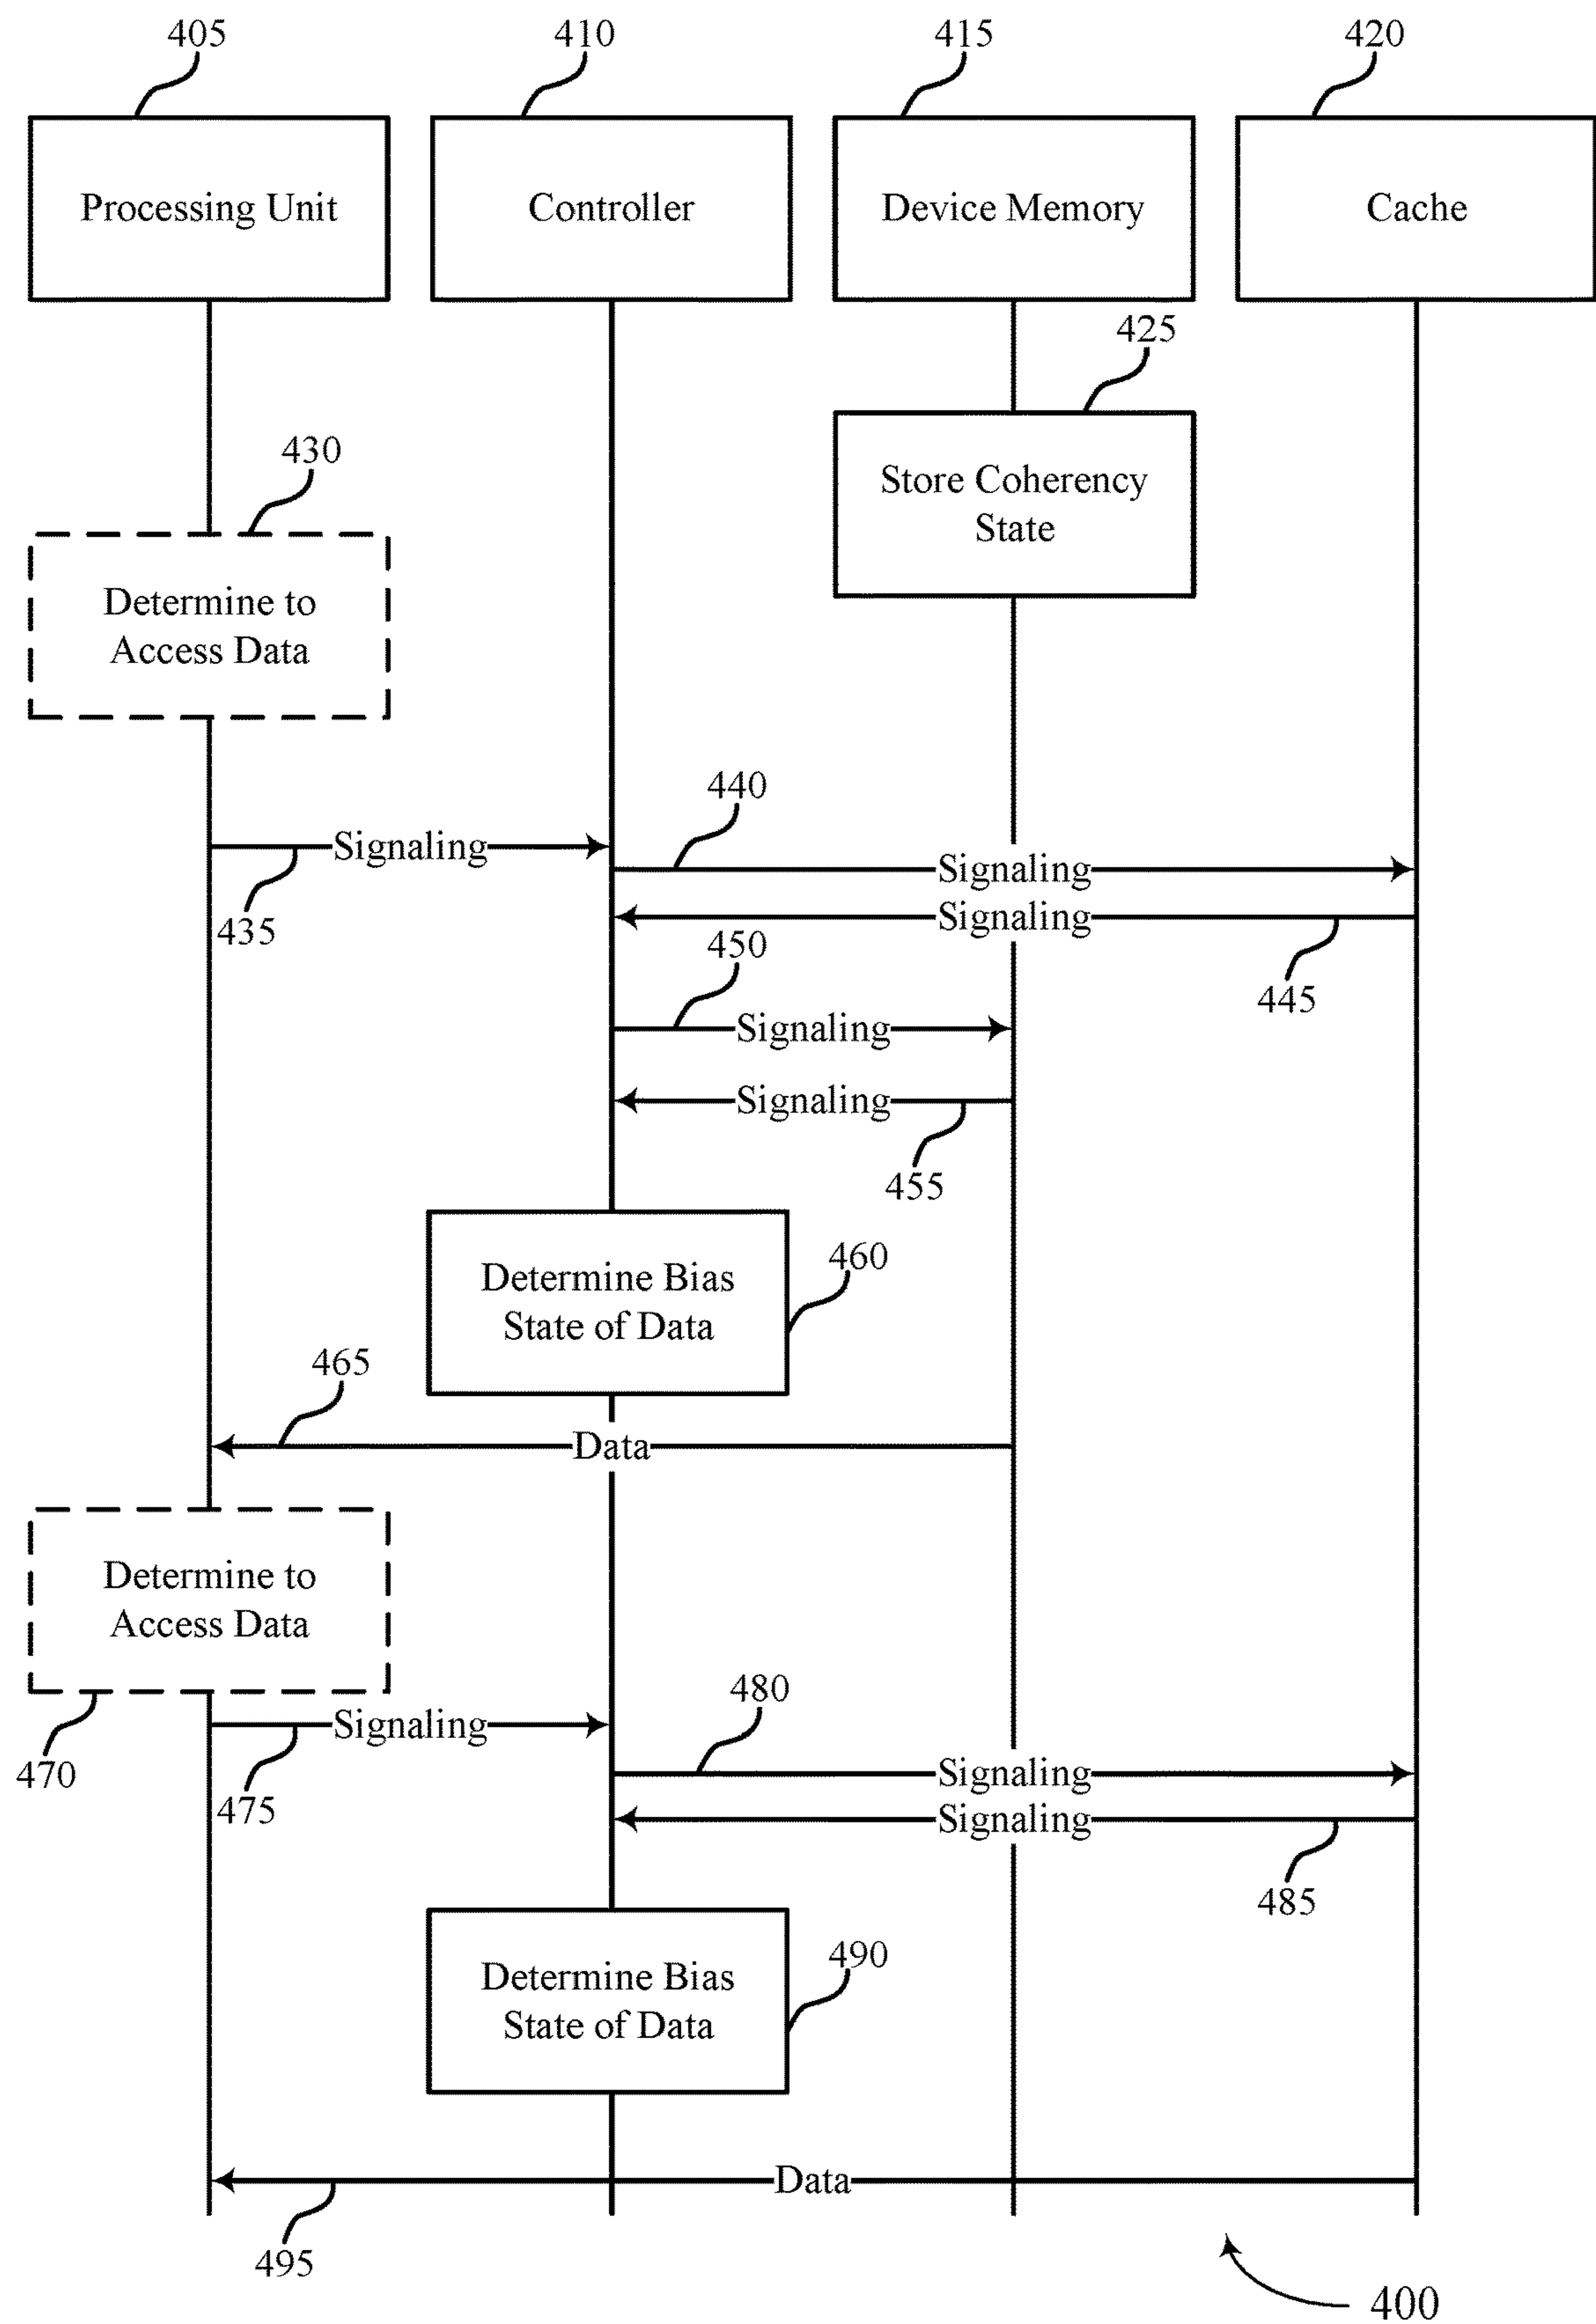 405
410
415
420
Processing Unit
Controller
Device Memory
Cache
425
Store Coherency
State
430
Determine to
Access Data
440
Signaling
Signaling
435
Signaling
445
450
Signaling
Signaling
455
460
Determine Bias
State of Data
465
Data
Determine to
Access Data
470
480
Signaling
475
Signaling
Signaling
485
490
Determine Bias
State of Data
Data
495
400